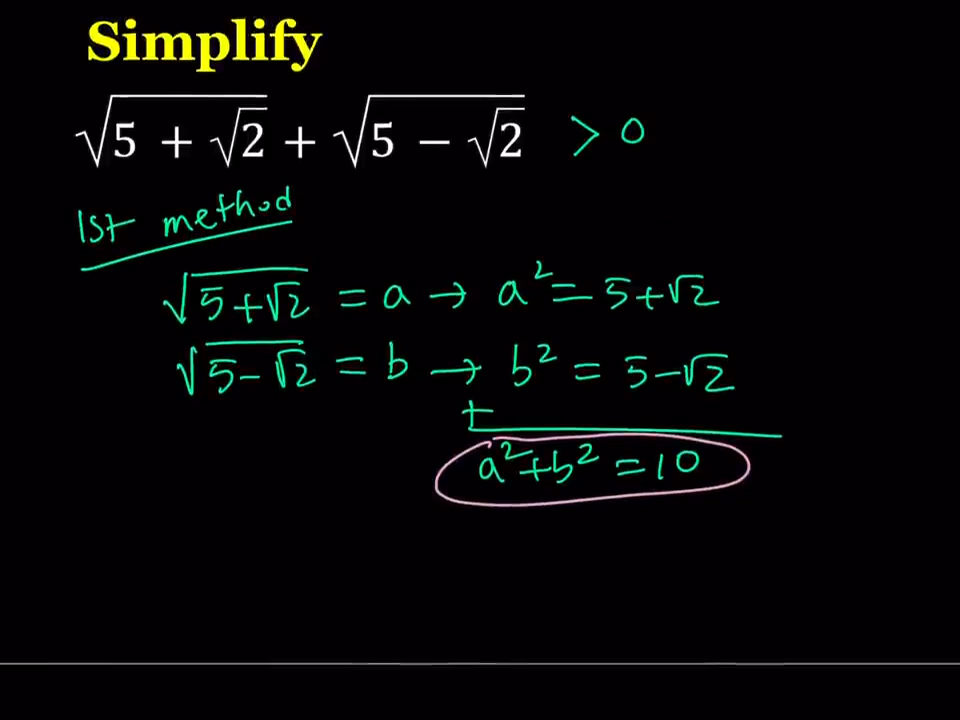 Simplify
√(5 + √2) + √(5 − √2) > 0
1st method
√(5+√2) = a → a² = 5+√2
√(5−√2) = b → b² = 5−√2
+
a²+b² = 10